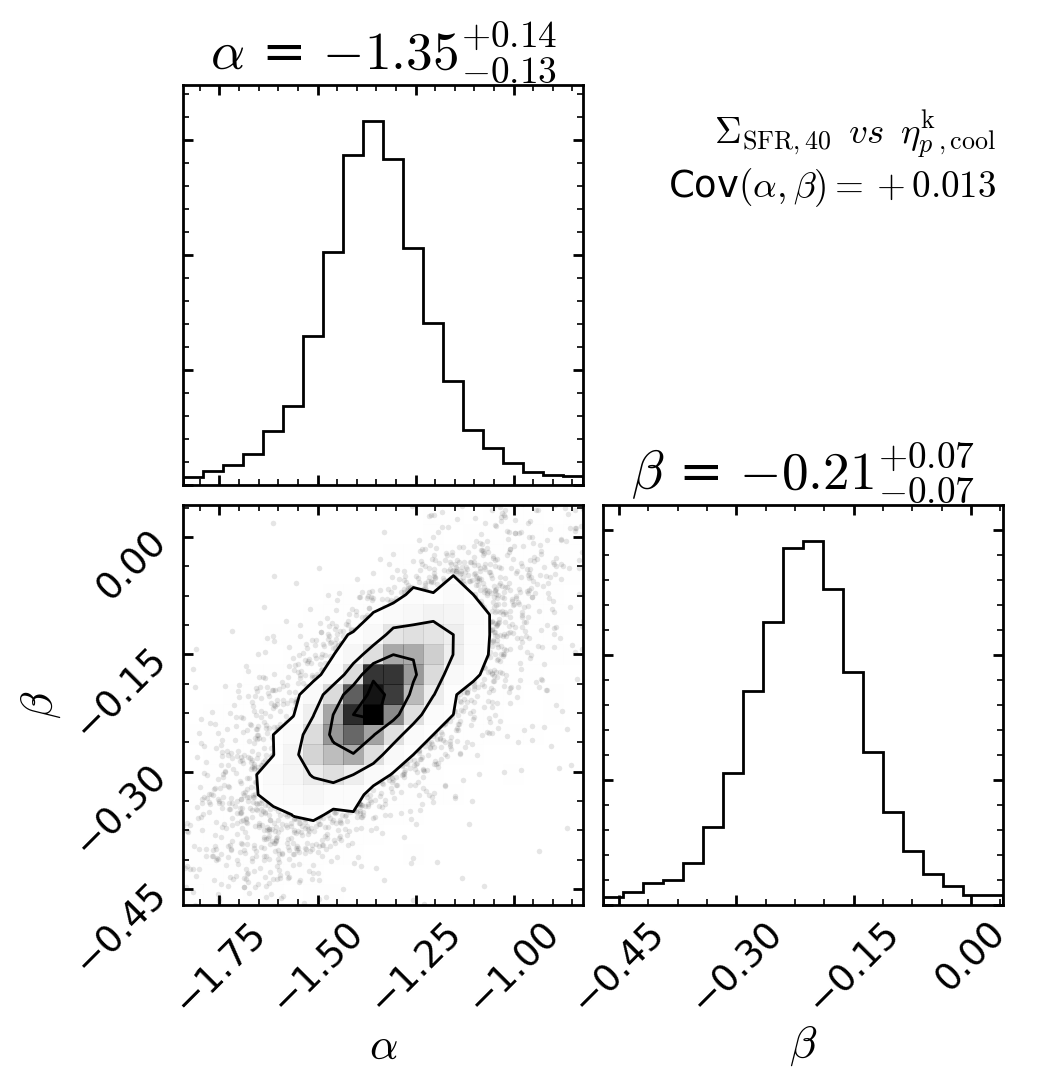 α = −1.35 +0.14 −0.13
Σ_SFR, 40 vs η^k_p, cool
Cov(α, β) = +0.013
β = −0.21 +0.07 −0.07
0.00
−0.15
−0.30
−0.45
β
−1.75 −1.50 −1.25 −1.00
−0.45 −0.30 −0.15 0.00
α β